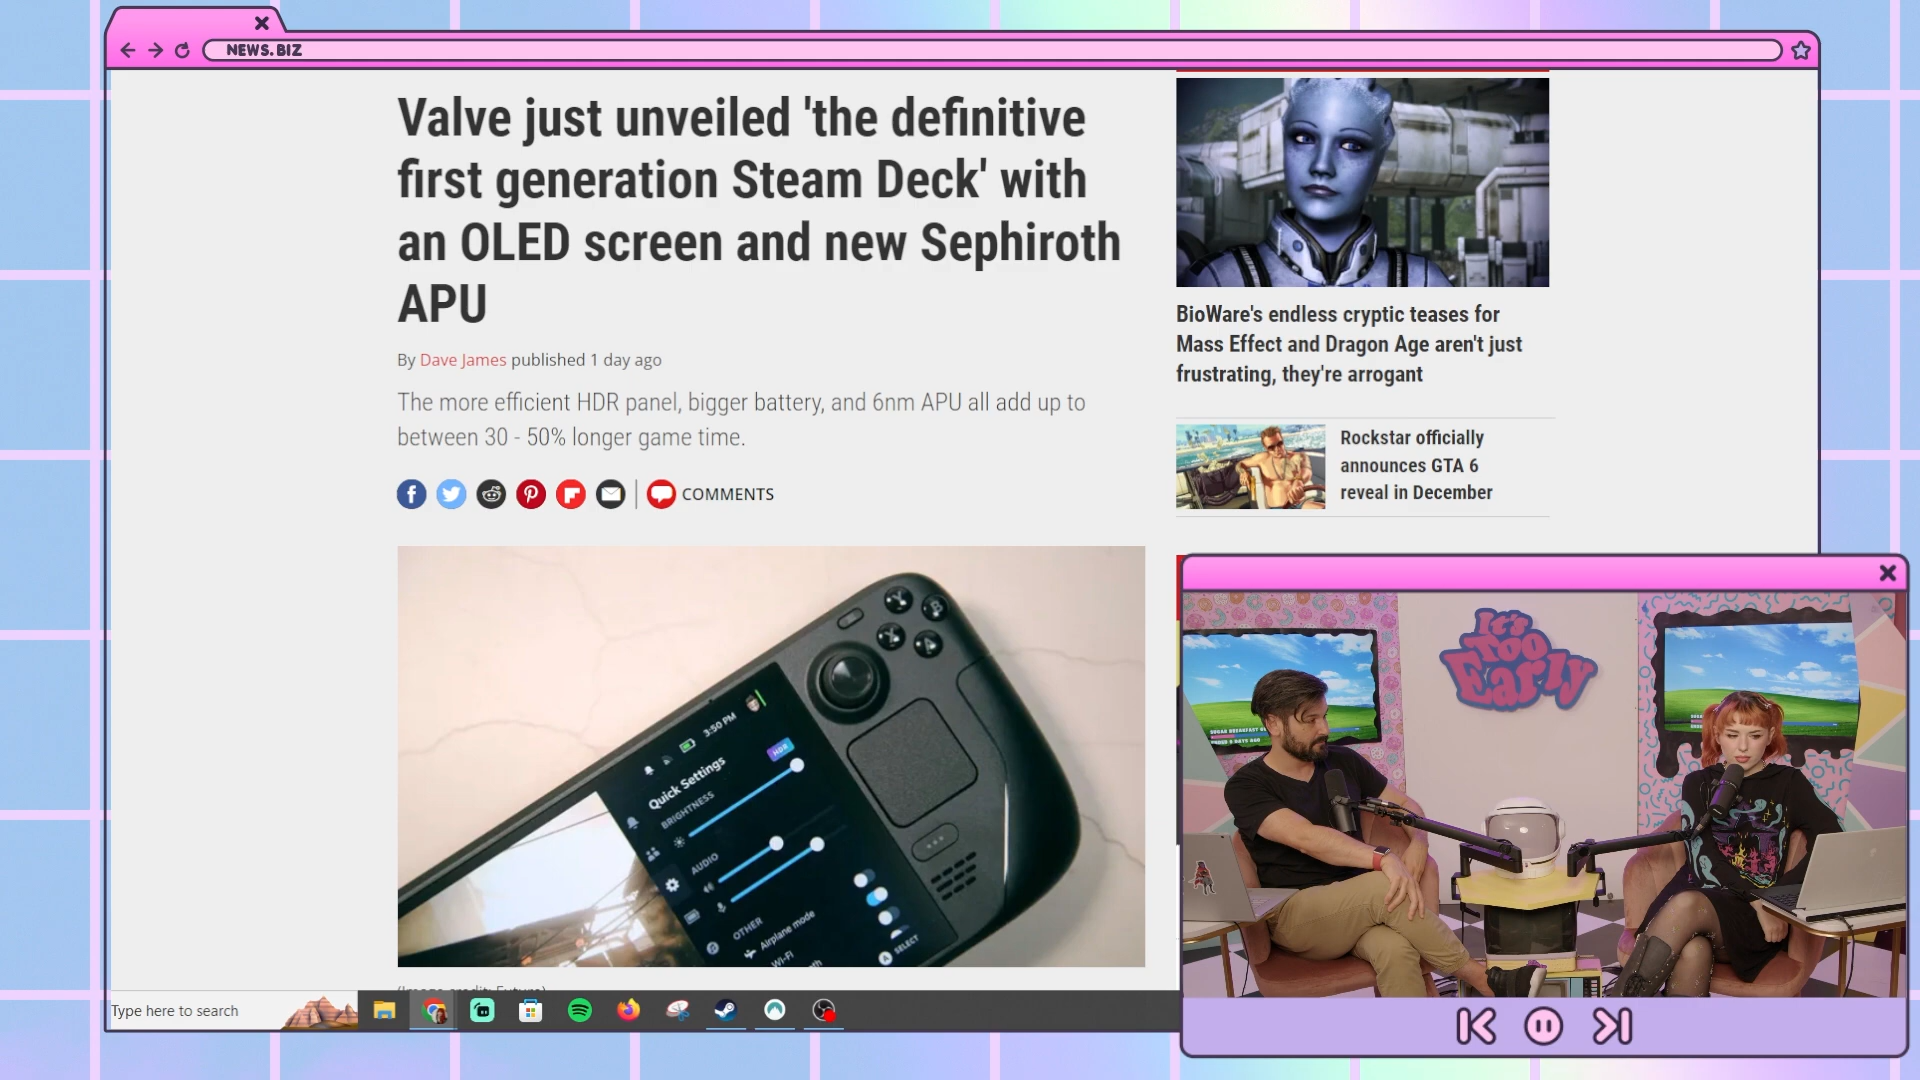 NEWS.BIZ
Valve just unveiled 'the definitive
first generation Steam Deck' with
an OLED screen and new Sephiroth
APU
By Dave James published 1 day ago
The more efficient HDR panel, bigger battery, and 6nm APU all add up to
between 30 - 50% longer game time.
COMMENTS
BioWare's endless cryptic teases for
Mass Effect and Dragon Age aren't just
frustrating, they're arrogant
Rockstar officially
announces GTA 6
reveal in December
Y
B
X
A
3:50 PM
HDR
Quick Settings
BRIGHTNESS
AUDIO
OTHER
Airplane mode
Wi-Fi
A SELECT
It's
Too
Early
Type here to search